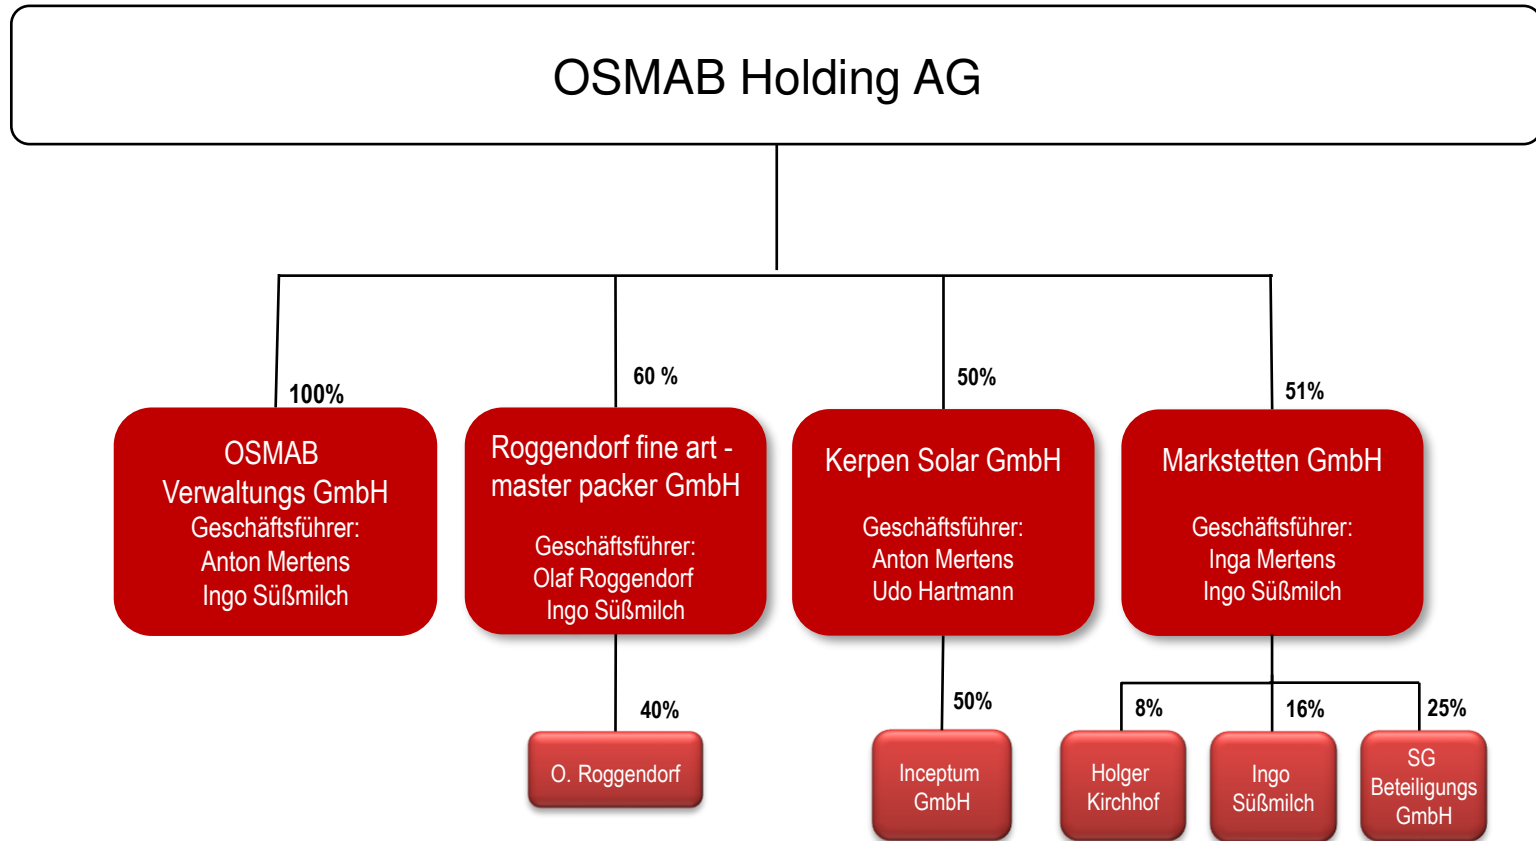 OSMAB Holding AG
100%
60 %
50%
51%
OSMAB
Verwaltungs GmbH
Geschäftsführer:
Anton Mertens
Ingo Süßmilch
Roggendorf fine art -
master packer GmbH
Geschäftsführer:
Olaf Roggendorf
Ingo Süßmilch
Kerpen Solar GmbH
Geschäftsführer:
Anton Mertens
Udo Hartmann
Markstetten GmbH
Geschäftsführer:
Inga Mertens
Ingo Süßmilch
40%
50%
8%
16%
25%
O. Roggendorf
Inceptum
GmbH
Holger
Kirchhof
Ingo
Süßmilch
SG
Beteiligungs
GmbH